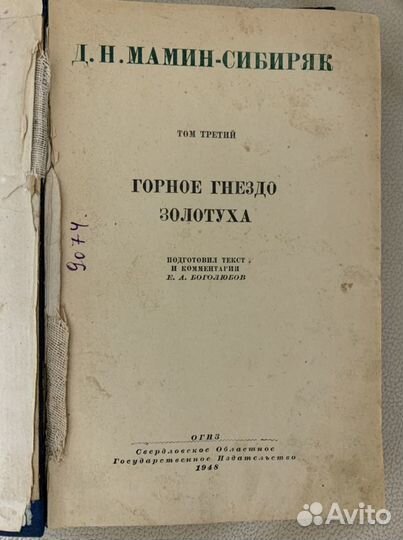 Д. Н. МАМИН-СИБИРЯК
ТОМ ТРЕТИЙ
ГОРНОЕ ГНЕЗДО
ЗОЛОТУХА
ПОДГОТОВИЛ ТЕКСТ
И КОММЕНТАРИИ
Е. А. БОГОЛЮБОВ
9074.
ОГИЗ
Свердловское Областное
Государственное Издательство
1948
Avito